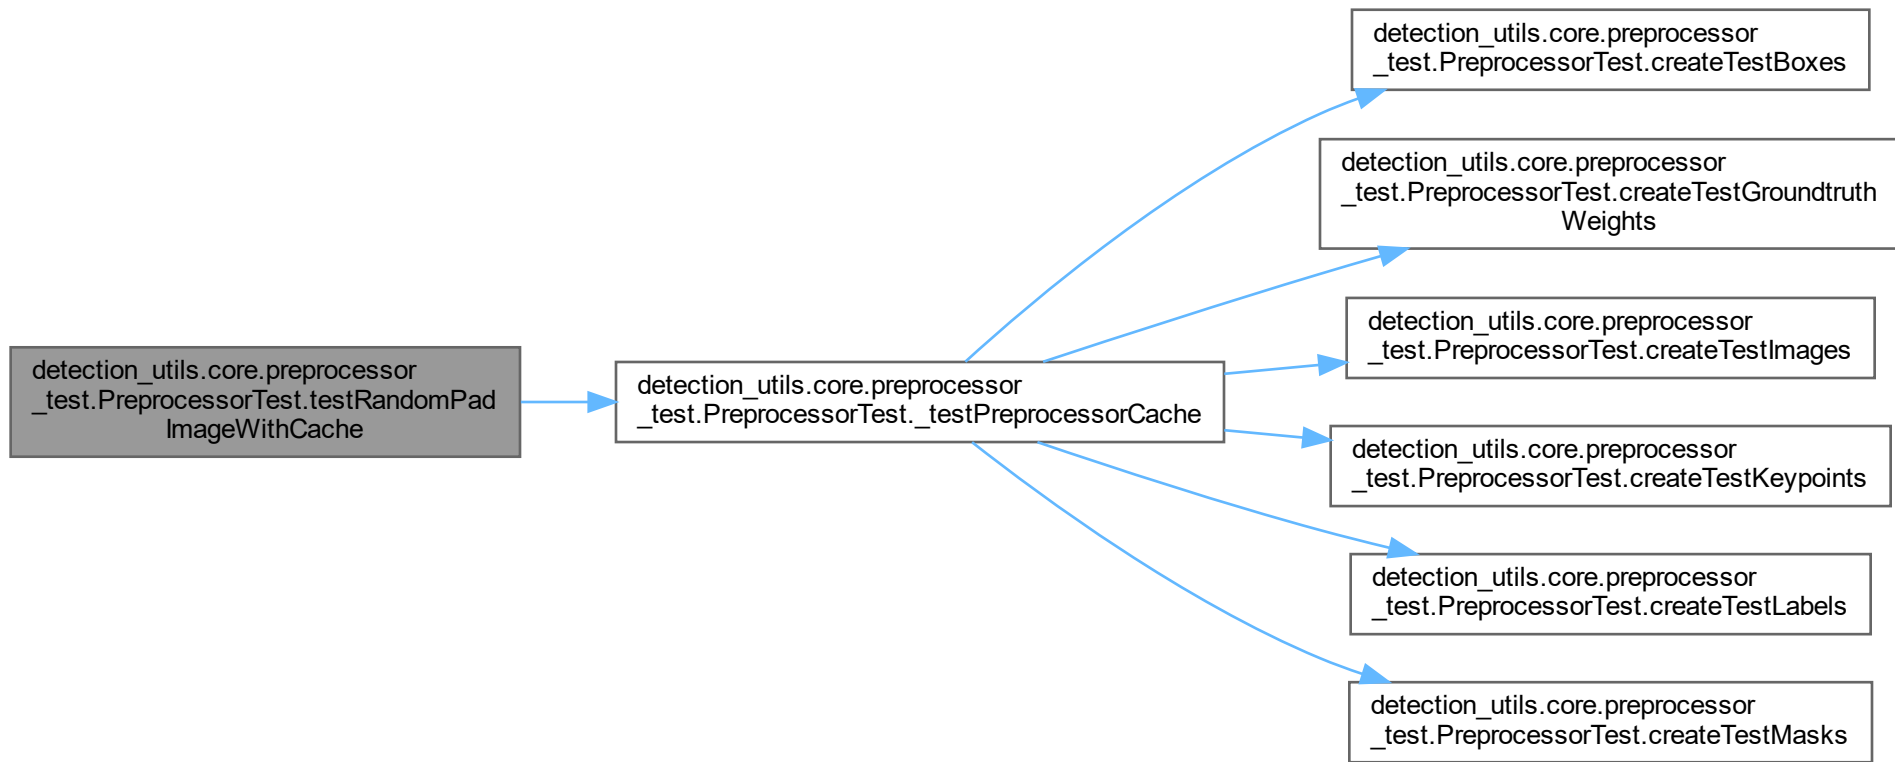 detection_utils.core.preprocessor
_test.PreprocessorTest.testRandomPad
ImageWithCache
detection_utils.core.preprocessor
_test.PreprocessorTest._testPreprocessorCache
detection_utils.core.preprocessor
_test.PreprocessorTest.createTestBoxes
detection_utils.core.preprocessor
_test.PreprocessorTest.createTestGroundtruth
Weights
detection_utils.core.preprocessor
_test.PreprocessorTest.createTestImages
detection_utils.core.preprocessor
_test.PreprocessorTest.createTestKeypoints
detection_utils.core.preprocessor
_test.PreprocessorTest.createTestLabels
detection_utils.core.preprocessor
_test.PreprocessorTest.createTestMasks